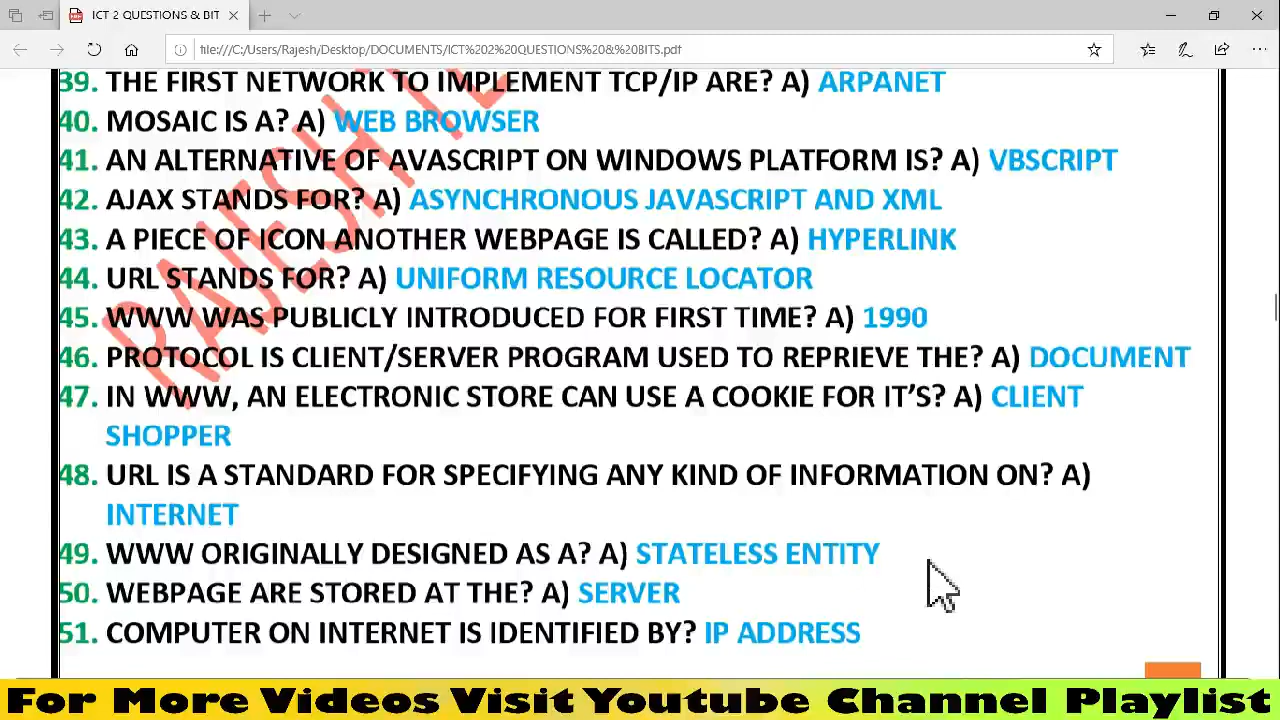 ICT 2 QUESTIONS & BIT
file:///C:/Users/Rajesh/Desktop/DOCUMENTS/ICT%202%20QUESTIONS%20&%20BITS.pdf
39. THE FIRST NETWORK TO IMPLEMENT TCP/IP ARE? A) ARPANET
40. MOSAIC IS A? A) WEB BROWSER
41. AN ALTERNATIVE OF AVASCRIPT ON WINDOWS PLATFORM IS? A) VBSCRIPT
42. AJAX STANDS FOR? A) ASYNCHRONOUS JAVASCRIPT AND XML
43. A PIECE OF ICON ANOTHER WEBPAGE IS CALLED? A) HYPERLINK
44. URL STANDS FOR? A) UNIFORM RESOURCE LOCATOR
45. WWW WAS PUBLICLY INTRODUCED FOR FIRST TIME? A) 1990
46. PROTOCOL IS CLIENT/SERVER PROGRAM USED TO REPRIEVE THE? A) DOCUMENT
47. IN WWW, AN ELECTRONIC STORE CAN USE A COOKIE FOR IT'S? A) CLIENT
SHOPPER
48. URL IS A STANDARD FOR SPECIFYING ANY KIND OF INFORMATION ON? A)
INTERNET
49. WWW ORIGINALLY DESIGNED AS A? A) STATELESS ENTITY
50. WEBPAGE ARE STORED AT THE? A) SERVER
51. COMPUTER ON INTERNET IS IDENTIFIED BY? IP ADDRESS
RAJESH
For More Videos Visit Youtube Channel Playlist